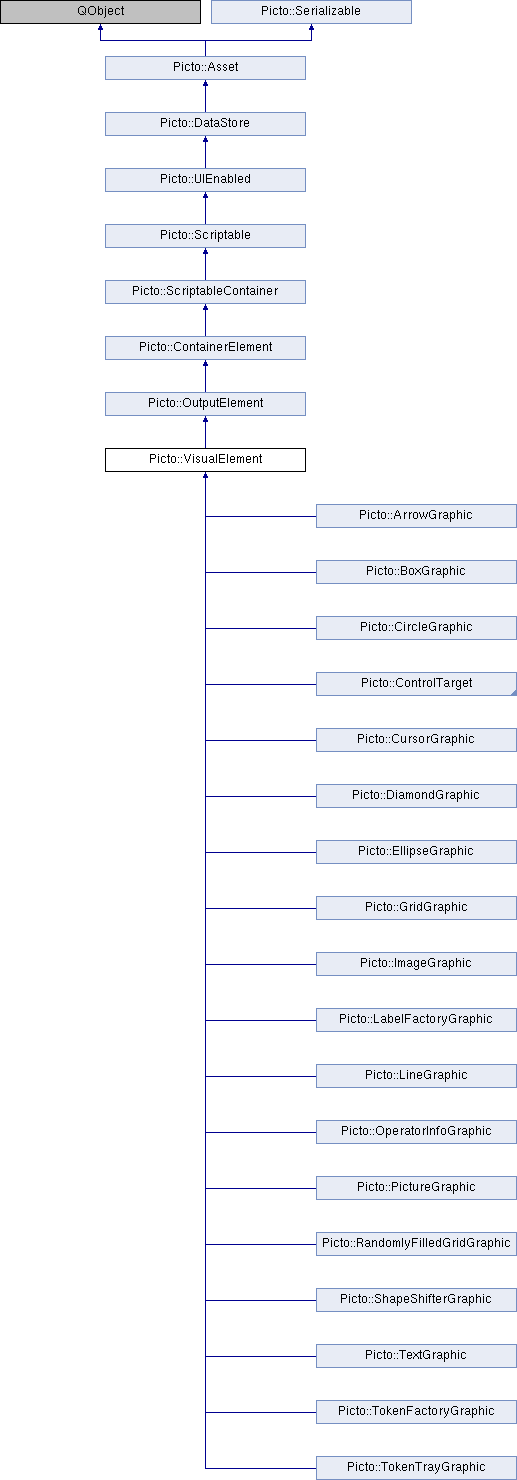 QObject
Picto::Serializable
Picto::Asset
Picto::DataStore
Picto::UIEnabled
Picto::Scriptable
Picto::ScriptableContainer
Picto::ContainerElement
Picto::OutputElement
Picto::VisualElement
Picto::ArrowGraphic
Picto::BoxGraphic
Picto::CircleGraphic
Picto::ControlTarget
Picto::CursorGraphic
Picto::DiamondGraphic
Picto::EllipseGraphic
Picto::GridGraphic
Picto::ImageGraphic
Picto::LabelFactoryGraphic
Picto::LineGraphic
Picto::OperatorInfoGraphic
Picto::PictureGraphic
Picto::RandomlyFilledGridGraphic
Picto::ShapeShifterGraphic
Picto::TextGraphic
Picto::TokenFactoryGraphic
Picto::TokenTrayGraphic